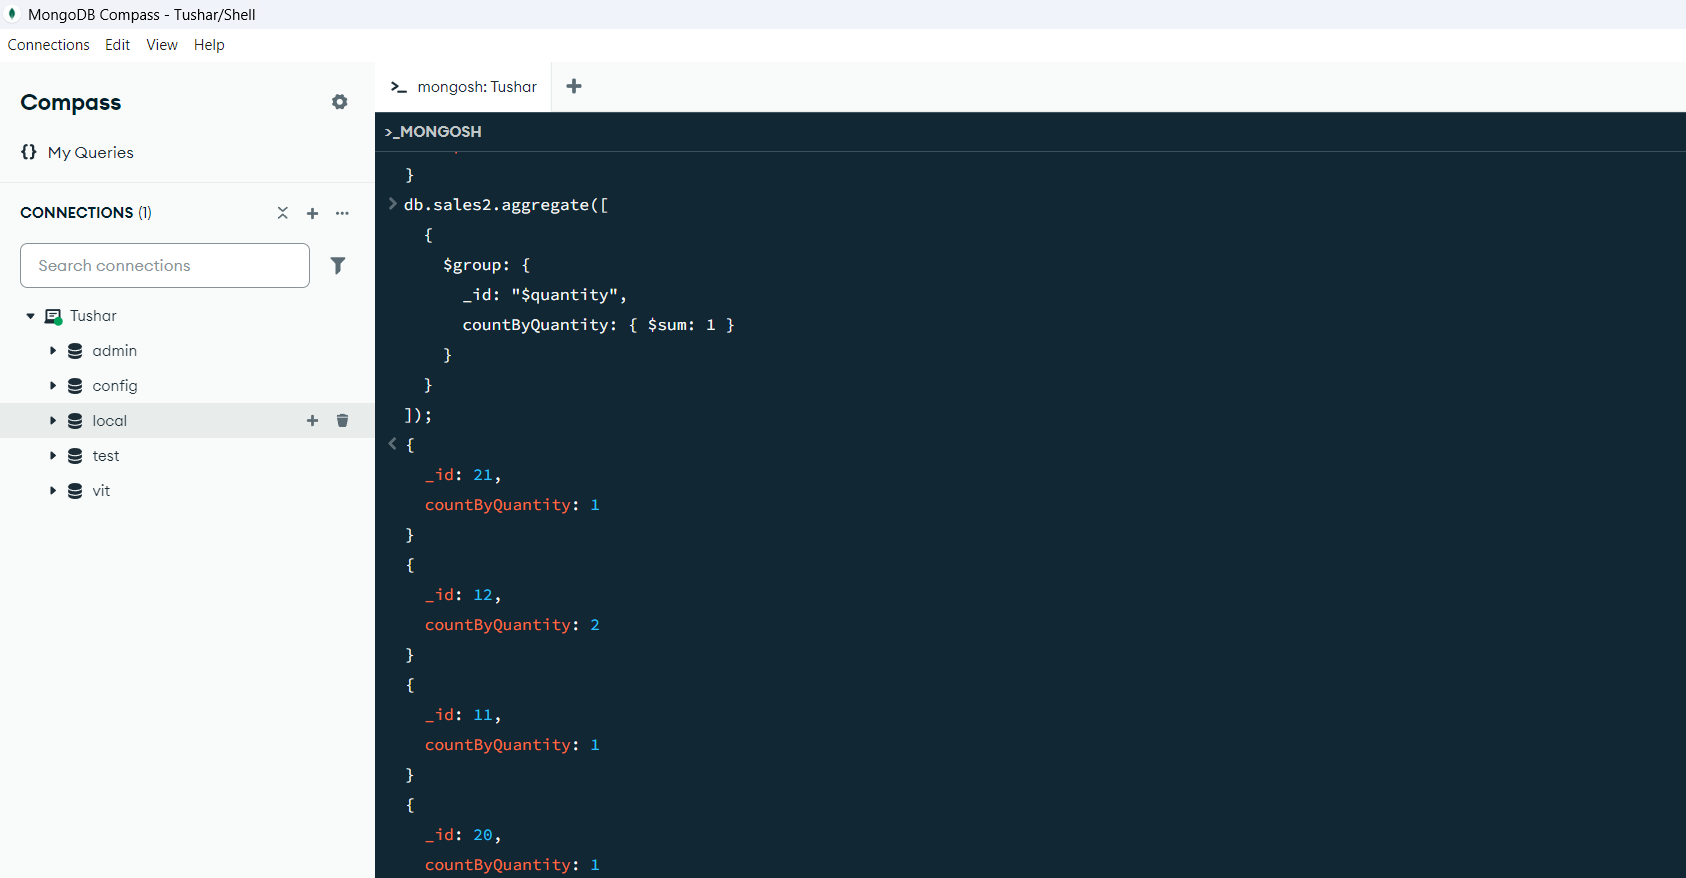 MongoDB Compass - Tushar/Shell
Connections Edit View Help
Compass
{} My Queries
CONNECTIONS (1)
Search connections
Tushar
admin
config
local
test
vit
>_ mongosh: Tushar
>_MONGOSH
}
> db.sales2.aggregate([
  {
    $group: {
      _id: "$quantity",
      countByQuantity: { $sum: 1 }
    }
  }
]);
< {
  _id: 21,
  countByQuantity: 1
}
{
  _id: 12,
  countByQuantity: 2
}
{
  _id: 11,
  countByQuantity: 1
}
{
  _id: 20,
  countByQuantity: 1